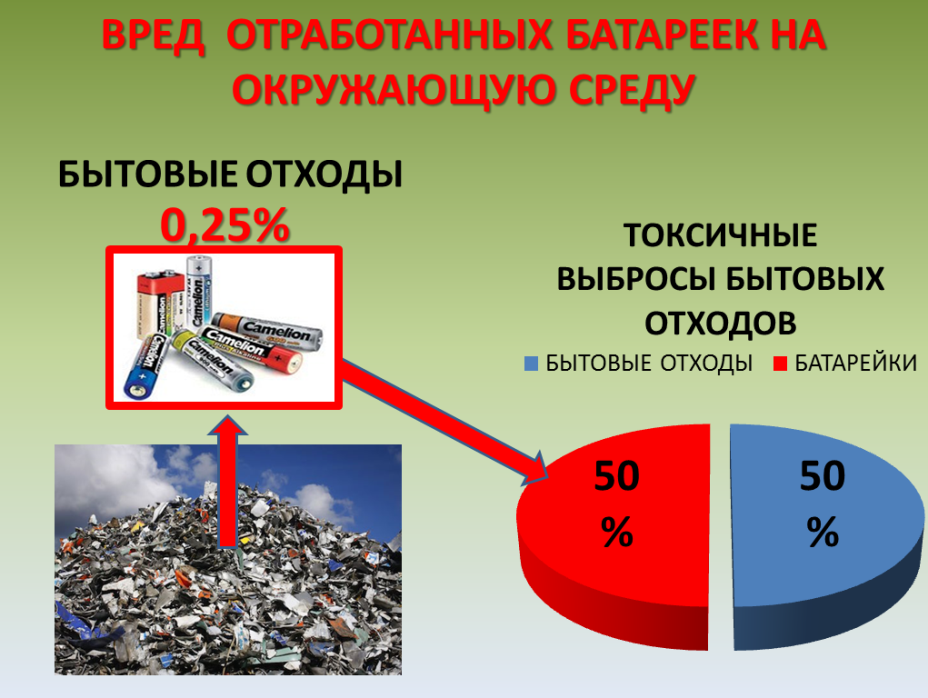 ВРЕД ОТРАБОТАННЫХ БАТАРЕЕК НА
ОКРУЖАЮЩУЮ СРЕДУ
БЫТОВЫЕ ОТХОДЫ
0,25%
Camelion
Camelion
Camelion
Camelion
Camelion
ТОКСИЧНЫЕ
ВЫБРОСЫ БЫТОВЫХ
ОТХОДОВ
БЫТОВЫЕ ОТХОДЫ БАТАРЕЙКИ
50
%
50
%